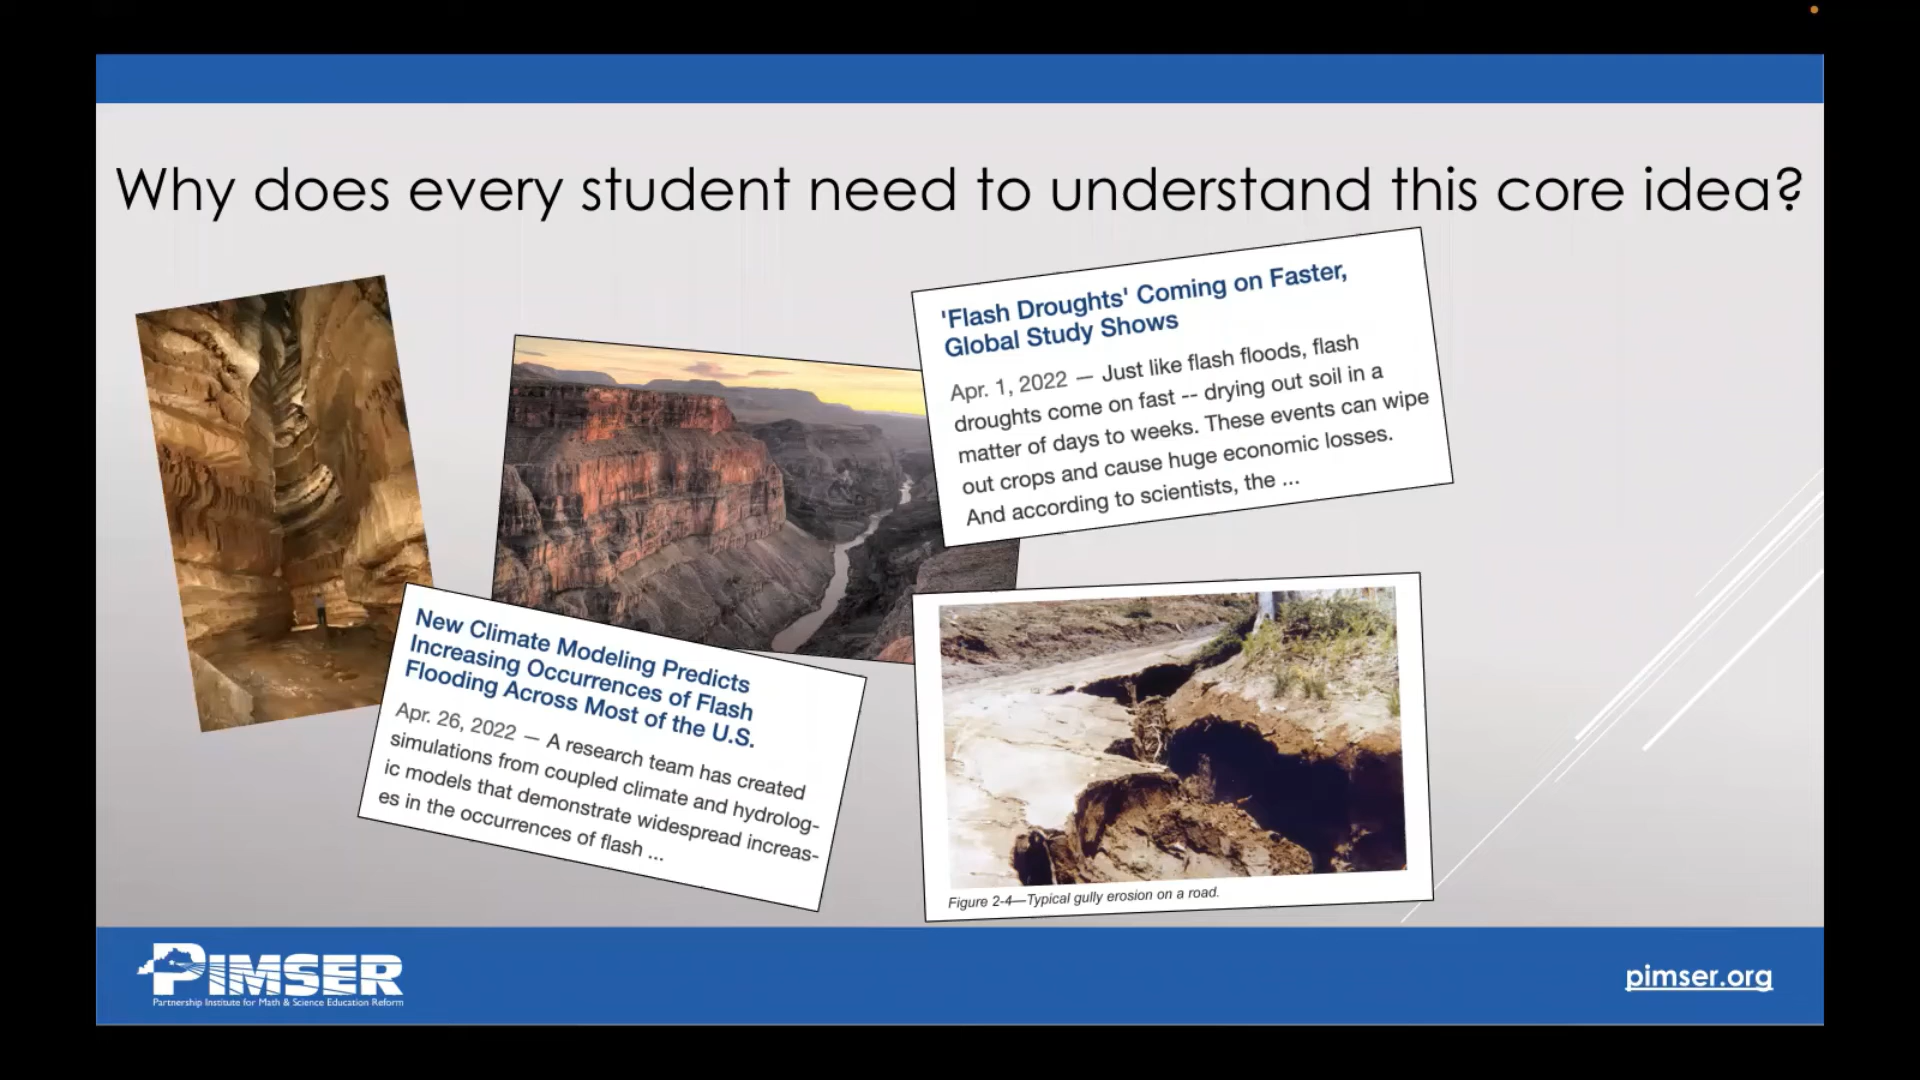 Why does every student need to understand this core idea?
'Flash Droughts' Coming on Faster,
Global Study Shows
Apr. 1, 2022 — Just like flash floods, flash
droughts come on fast -- drying out soil in a
matter of days to weeks. These events can wipe
out crops and cause huge economic losses.
And according to scientists, the ...
New Climate Modeling Predicts
Increasing Occurrences of Flash
Flooding Across Most of the U.S.
Apr. 26, 2022 — A research team has created
simulations from coupled climate and hydrolog-
ic models that demonstrate widespread increas-
es in the occurrences of flash ...
Figure 2-4—Typical gully erosion on a road.
PIMSER
Partnership Institute for Math & Science Education Reform
pimser.org